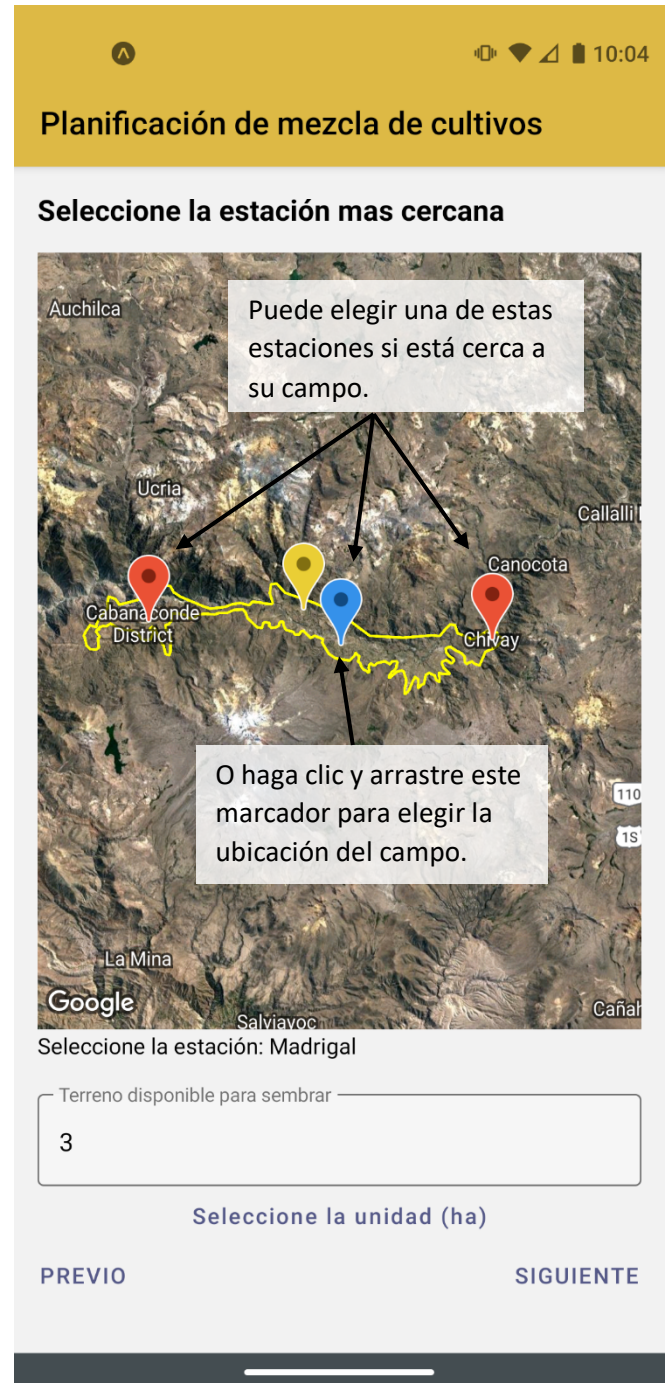 10:04
Planificación de mezcla de cultivos
Seleccione la estación mas cercana
Auchilca
Puede elegir una de estas
estaciones si está cerca a
su campo.
Ucria
Callalli
Canocota
Cabanaconde
District
Chivay
O haga clic y arrastre este
marcador para elegir la
ubicación del campo.
110
1S
La Mina
Google
Salviayoc
Cañah
Seleccione la estación: Madrigal
Terreno disponible para sembrar
3
Seleccione la unidad (ha)
PREVIO
SIGUIENTE